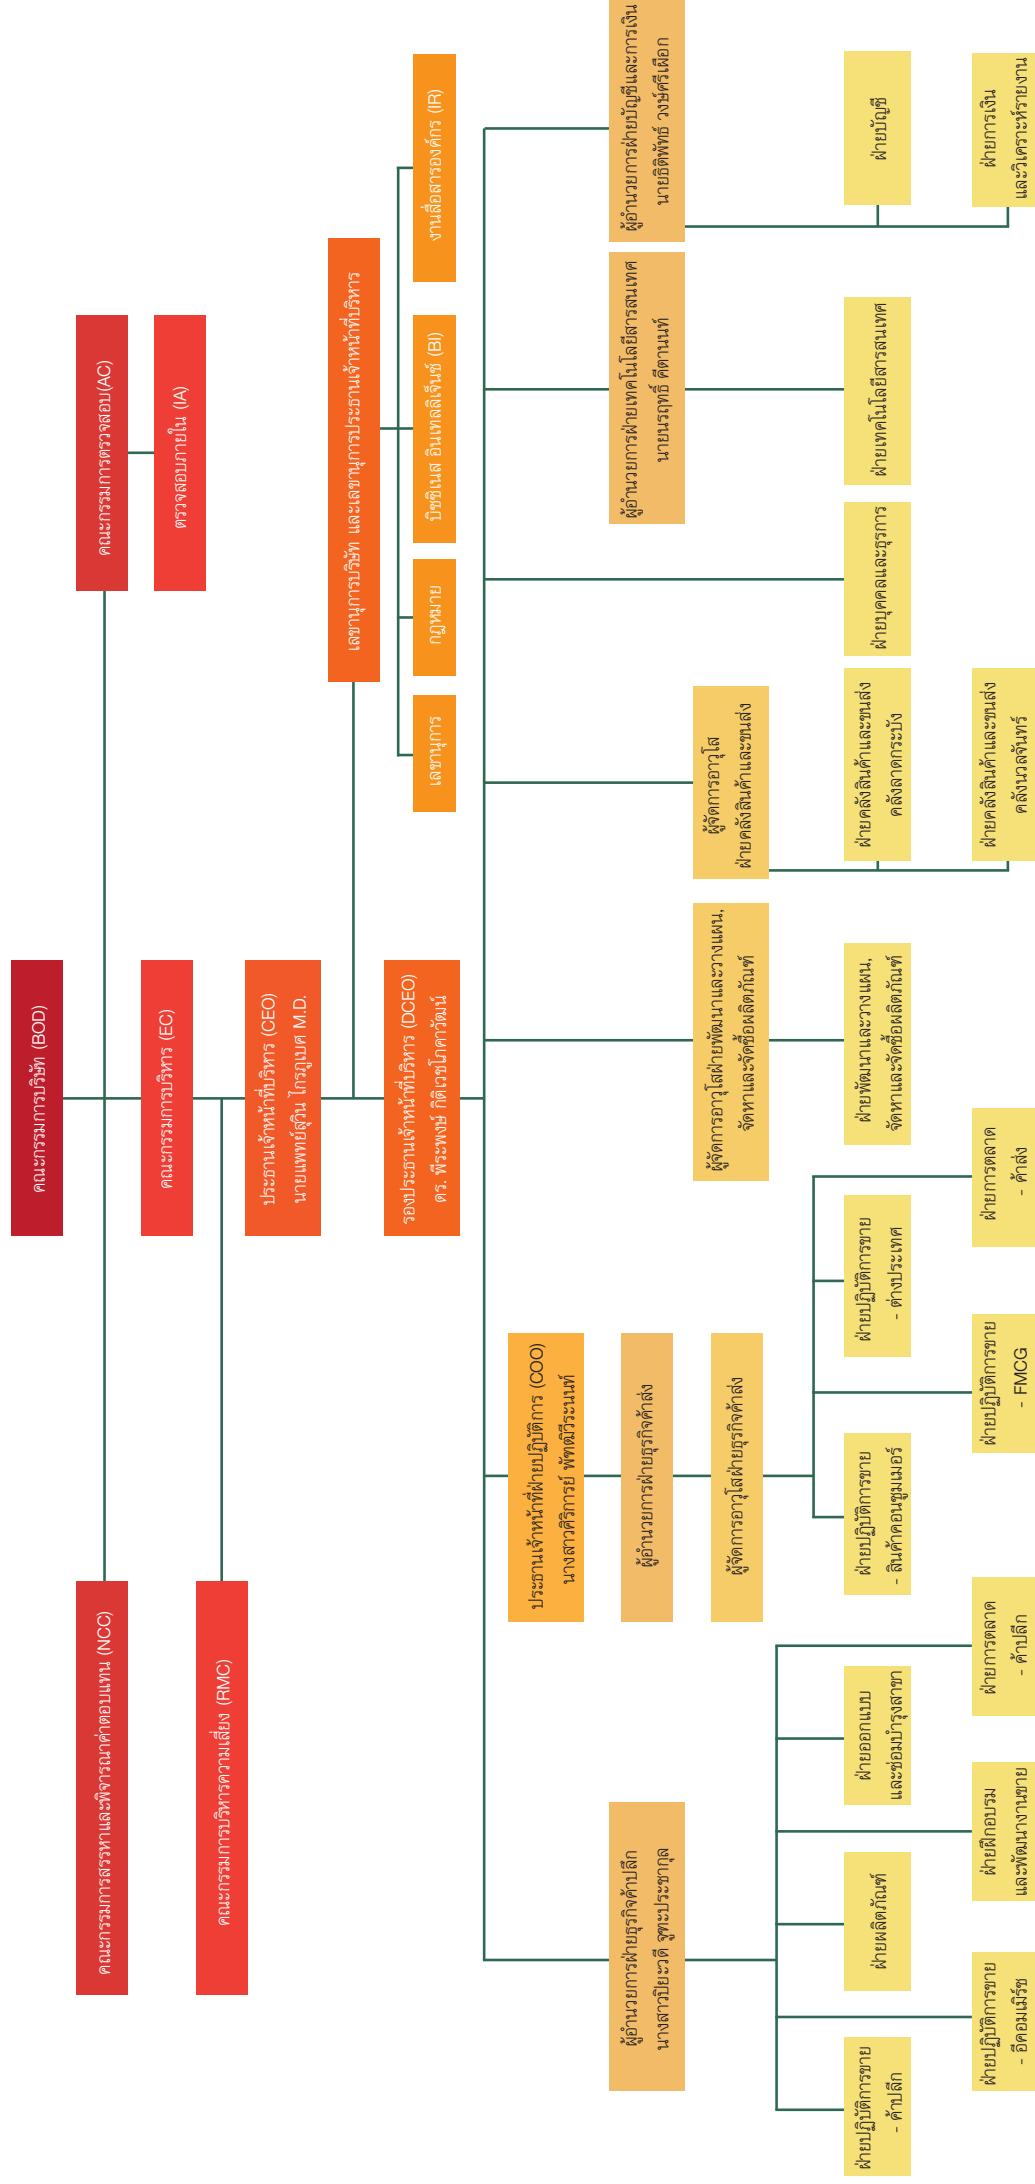 คณะกรรมการบริษัท (BOD)
คณะกรรมการสรรหาและพิจารณาค่าตอบแทน (NCC)
คณะกรรมการตรวจสอบ(AC)
คณะกรรมการบริหาร (EC)
ตรวจสอบภายใน (IA)
คณะกรรมการบริหารความเสี่ยง (RMC)
ประธานเจ้าหน้าที่บริหาร (CEO)
นายแพทย์สุวิน ไกรภูเบศ M.D.
เลขานุการบริษัท และเลขานุการประธานเจ้าหน้าที่บริหาร
รองประธานเจ้าหน้าที่บริหาร (DCEO)
ดร. พีระพงษ์ กิติเวชโภคาวัฒน์
เลขานุการ
กฎหมาย
บิซซิเนส อินเทลลิเจ็นซ์ (BI)
งานสื่อสารองค์กร (IR)
ประธานเจ้าหน้าที่ฝ่ายปฏิบัติการ (COO)
นางสาวศิริการย์ พัฑฒิวีระนนท์
ผู้อำนวยการฝ่ายธุรกิจค้าปลีก
นางสาวปิยะวดี จูฑะประชากุล
ผู้อำนวยการฝ่ายธุรกิจค้าส่ง
ผู้อำนวยการฝ่ายเทคโนโลยีสารสนเทศ
นายนรฤทธิ์ คีตานนท์
ผู้อำนวยการฝ่ายบัญชีและการเงิน
นายธิติพัทธ์ วงษ์ศรีเผือก
ผู้จัดการอาวุโสฝ่ายธุรกิจค้าส่ง
ผู้จัดการอาวุโสฝ่ายพัฒนาและวางแผน,
จัดหาและจัดซื้อผลิตภัณฑ์
ผู้จัดการอาวุโส
ฝ่ายคลังสินค้าและขนส่ง
ฝ่ายปฏิบัติการขาย
- ค้าปลีก
ฝ่ายผลิตภัณฑ์
ฝ่ายออกแบบ
และซ่อมบำรุงสาขา
ฝ่ายปฏิบัติการขาย
- สินค้าคอนซูมเมอร์
ฝ่ายปฏิบัติการขาย
- ต่างประเทศ
ฝ่ายพัฒนาและวางแผน,
จัดหาและจัดซื้อผลิตภัณฑ์
ฝ่ายคลังสินค้าและขนส่ง
คลังลาดกระบัง
ฝ่ายบุคคลและธุรการ
ฝ่ายเทคโนโลยีสารสนเทศ
ฝ่ายบัญชี
ฝ่ายปฏิบัติการขาย
- อีคอมเมิร์ซ
ฝ่ายฝึกอบรม
และพัฒนางานขาย
ฝ่ายการตลาด
- ค้าปลีก
ฝ่ายปฏิบัติการขาย
- FMCG
ฝ่ายการตลาด
- ค้าส่ง
ฝ่ายคลังสินค้าและขนส่ง
คลังนวลจันทร์
ฝ่ายการเงิน
และวิเคราะห์รายงาน